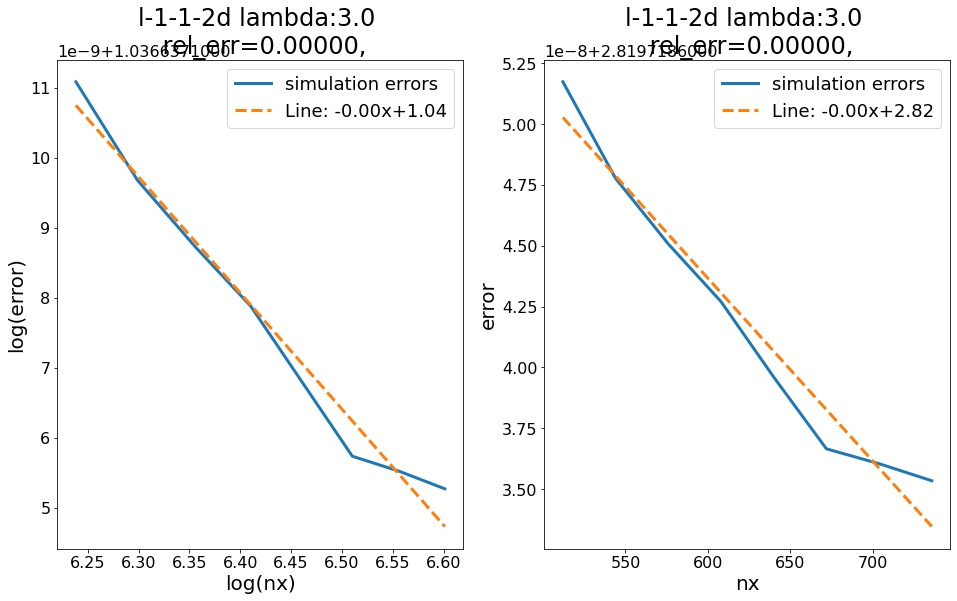 l-1-1-2d lambda:3.0
rel_err=0.00000,
1e−9+1.0366371000
simulation errors
Line: -0.00x+1.04
11
10
9
8
7
6
5
log(error)
6.25 6.30 6.35 6.40 6.45 6.50 6.55 6.60
log(nx)
l-1-1-2d lambda:3.0
rel_err=0.00000,
1e−8+2.8197186000
simulation errors
Line: -0.00x+2.82
5.25
5.00
4.75
4.50
4.25
4.00
3.75
3.50
error
550 600 650 700
nx